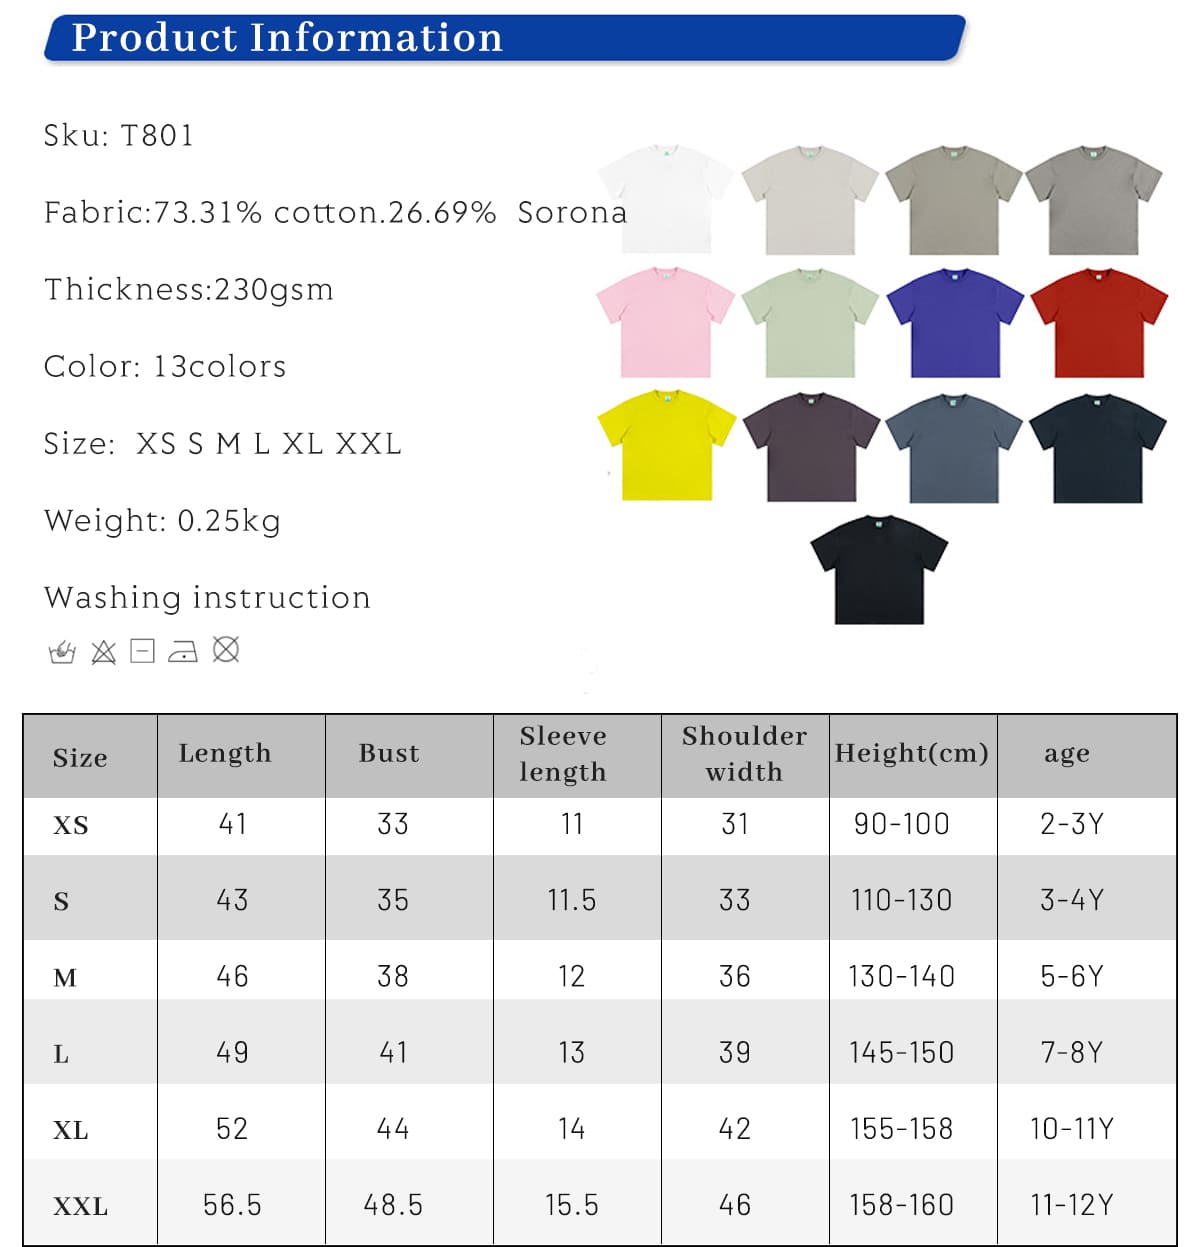 Product Information
Sku: T801
Fabric:73.31% cotton.26.69% Sorona
Thickness:230gsm
Color: 13colors
Size: XS S M L XL XXL
Weight: 0.25kg
Washing instruction
Size Length Bust Sleeve length Shoulder width Height(cm) age
XS 41 33 11 31 90-100 2-3Y
S 43 35 11.5 33 110-130 3-4Y
M 46 38 12 36 130-140 5-6Y
L 49 41 13 39 145-150 7-8Y
XL 52 44 14 42 155-158 10-11Y
XXL 56.5 48.5 15.5 46 158-160 11-12Y